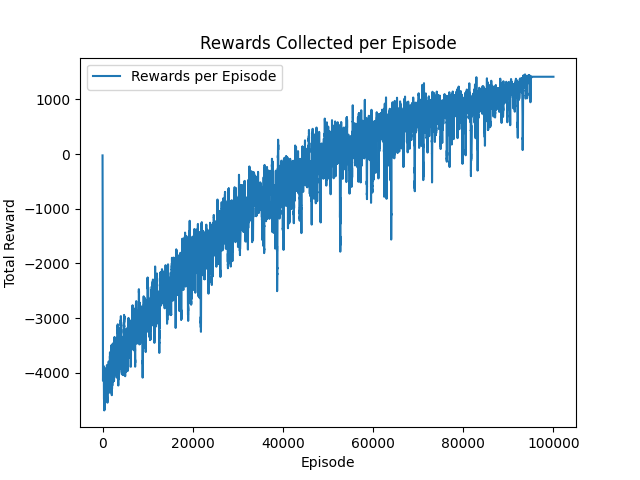 Rewards Collected per Episode
Rewards per Episode
Total Reward
1000
0
−1000
−2000
−3000
−4000
0 20000 40000 60000 80000 100000
Episode